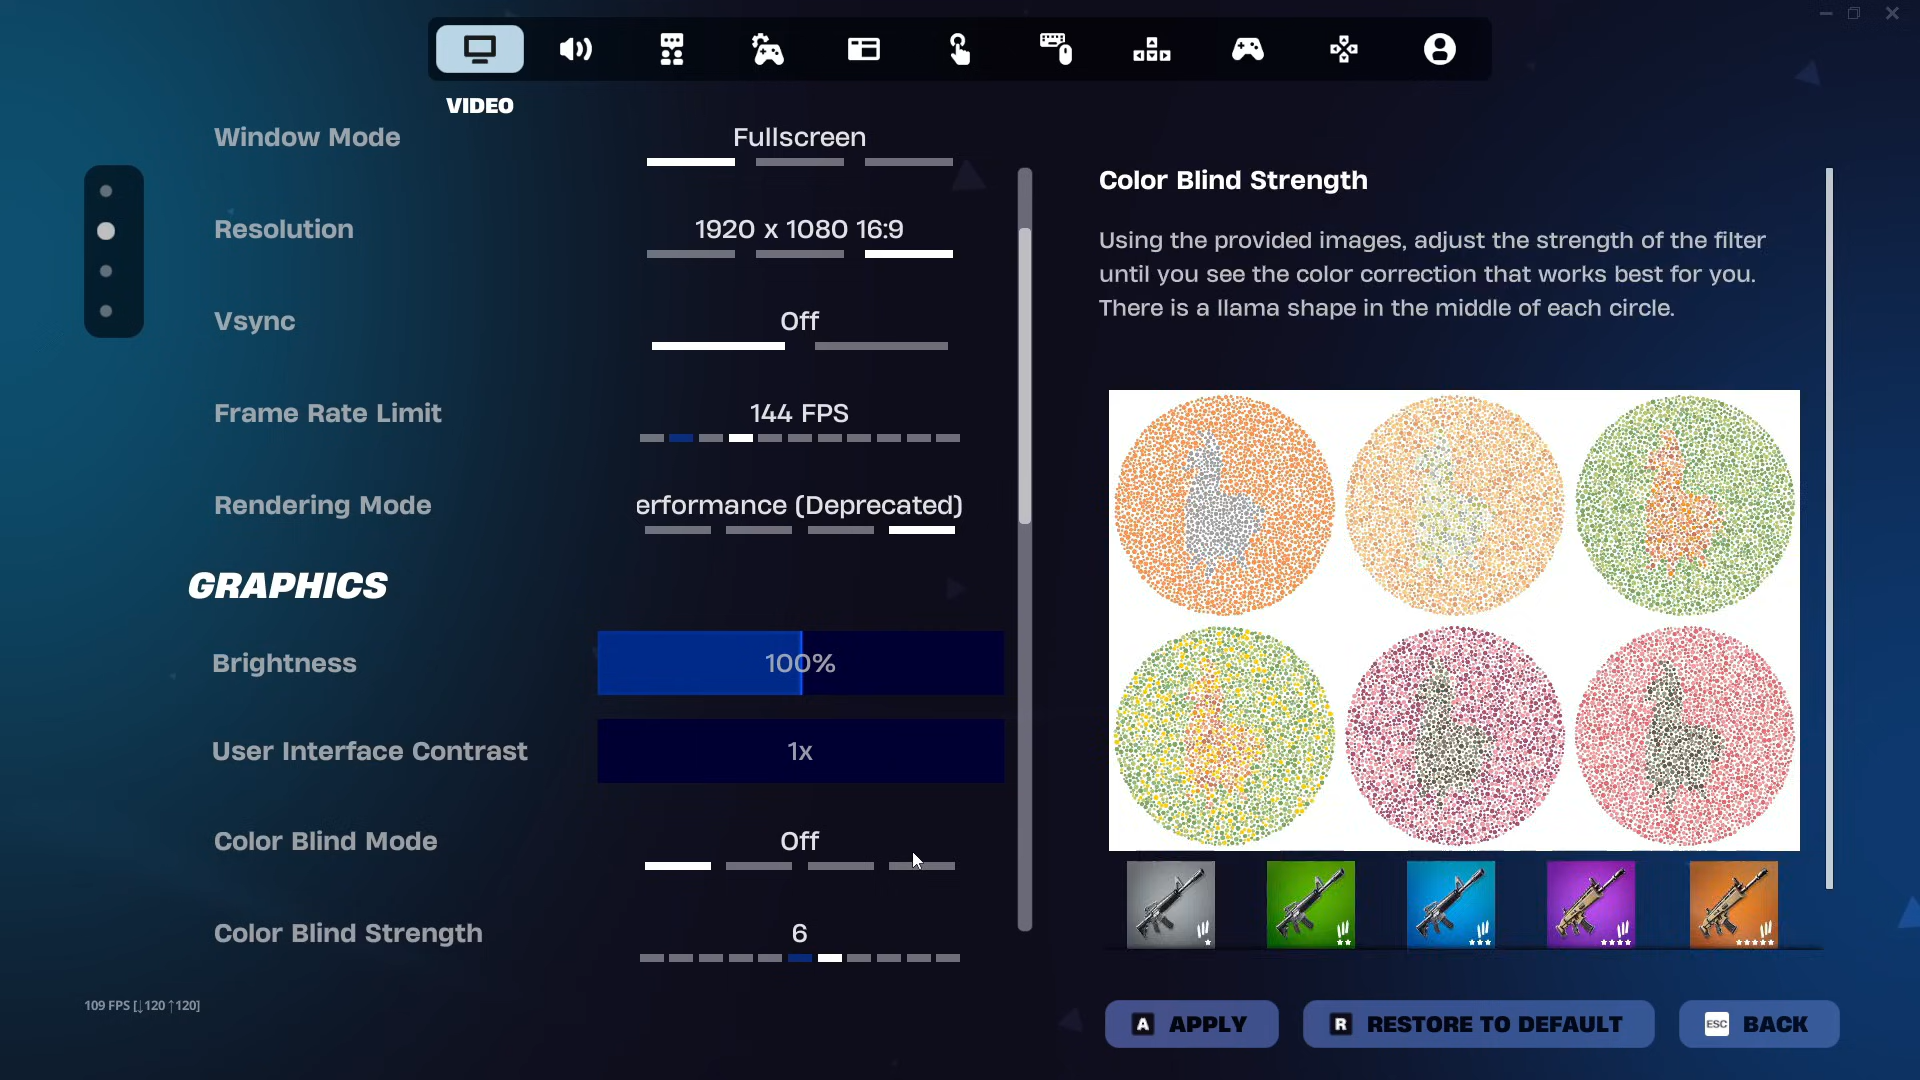 VIDEO
Window Mode
Fullscreen
Resolution
1920 x 1080 16:9
Vsync
Off
Frame Rate Limit
144 FPS
Rendering Mode
erformance (Deprecated)
GRAPHICS
Brightness
100%
User Interface Contrast
1x
Color Blind Mode
Off
Color Blind Strength
6
109 FPS [↓120 ↑120]
Color Blind Strength
Using the provided images, adjust the strength of the filter
until you see the color correction that works best for you.
There is a llama shape in the middle of each circle.
A APPLY
R RESTORE TO DEFAULT
ESC BACK